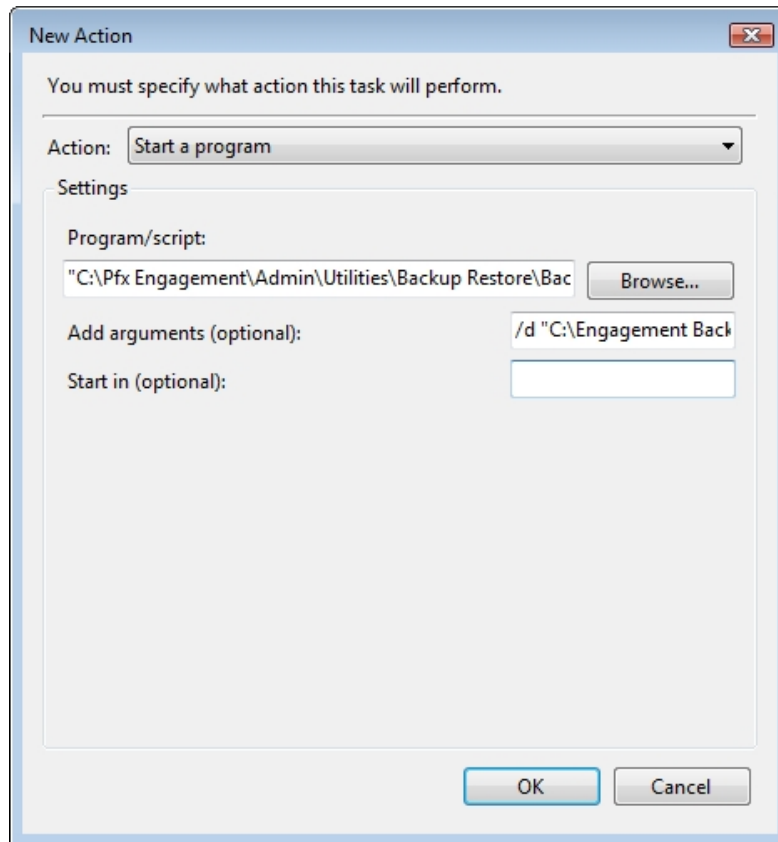 New Action
You must specify what action this task will perform.
Action: Start a program
Settings
Program/script:
"C:\Pfx Engagement\Admin\Utilities\Backup Restore\Bac
Browse...
Add arguments (optional): /d "C:\Engagement Back
Start in (optional):
OK Cancel